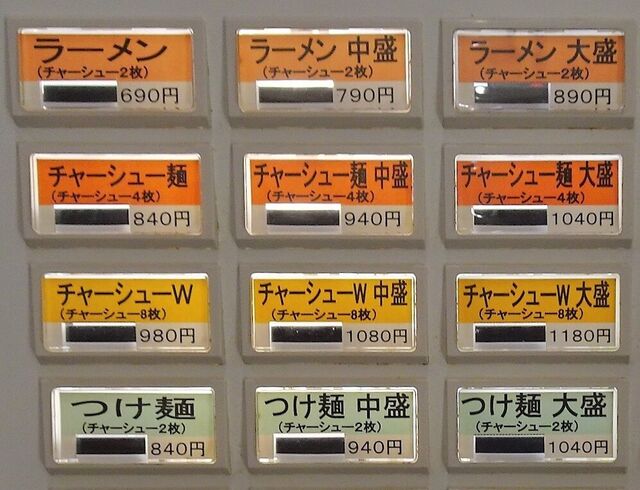 ラーメン
(チャーシュー2枚)
690円
ラーメン 中盛
(チャーシュー2枚)
790円
ラーメン 大盛
(チャーシュー2枚)
890円
チャーシュー麺
(チャーシュー4枚)
840円
チャーシュー麺 中盛
(チャーシュー4枚)
940円
チャーシュー麺 大盛
(チャーシュー4枚)
1040円
チャーシューW
(チャーシュー8枚)
980円
チャーシューW 中盛
(チャーシュー8枚)
1080円
チャーシューW 大盛
(チャーシュー8枚)
1180円
つけ麺
(チャーシュー2枚)
840円
つけ麺 中盛
(チャーシュー2枚)
940円
つけ麺 大盛
(チャーシュー2枚)
1040円